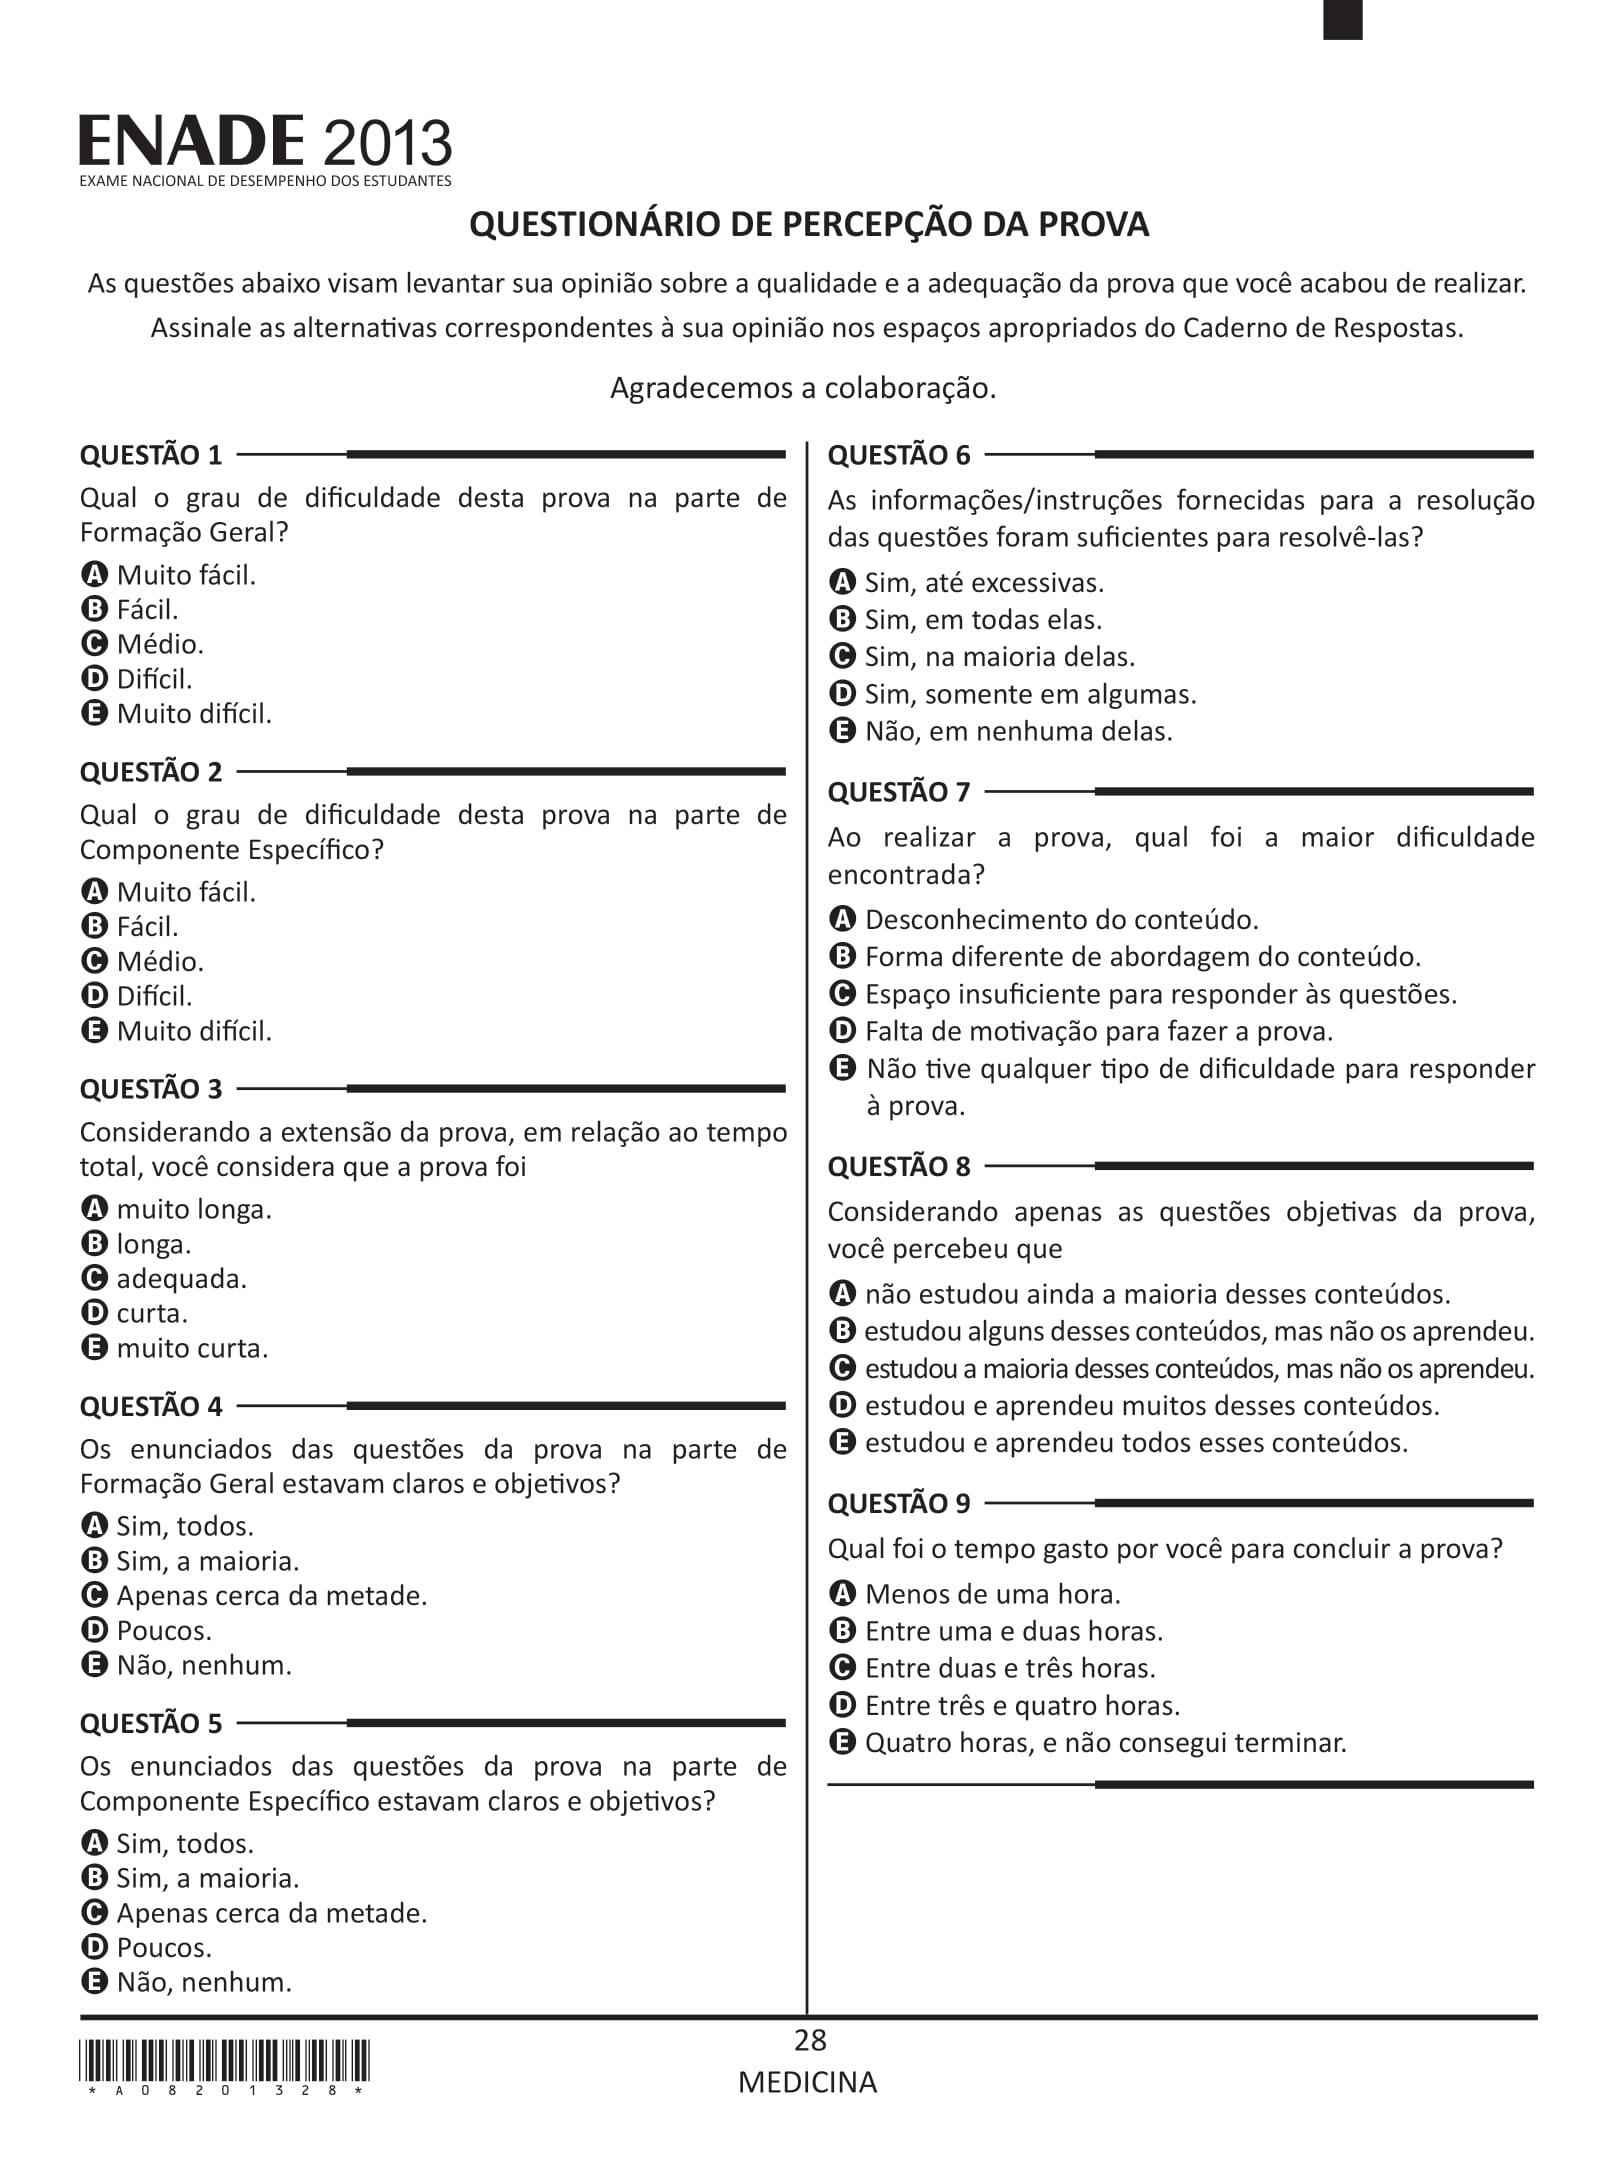 ENADE 2013
EXAME NACIONAL DE DESEMPENHO DOS ESTUDANTES
QUESTIONÁRIO DE PERCEPÇÃO DA PROVA
As questões abaixo visam levantar sua opinião sobre a qualidade e a adequação da prova que você acabou de realizar.
Assinale as alternativas correspondentes à sua opinião nos espaços apropriados do Caderno de Respostas.
Agradecemos a colaboração.
QUESTÃO 1
Qual o grau de dificuldade desta prova na parte de
Formação Geral?
A Muito fácil.
B Fácil.
C Médio.
D Difícil.
E Muito difícil.
QUESTÃO 2
Qual o grau de dificuldade desta prova na parte de
Componente Específico?
A Muito fácil.
B Fácil.
C Médio.
D Difícil.
E Muito difícil.
QUESTÃO 3
Considerando a extensão da prova, em relação ao tempo
total, você considera que a prova foi
A muito longa.
B longa.
C adequada.
D curta.
E muito curta.
QUESTÃO 4
Os enunciados das questões da prova na parte de
Formação Geral estavam claros e objetivos?
A Sim, todos.
B Sim, a maioria.
C Apenas cerca da metade.
D Poucos.
E Não, nenhum.
QUESTÃO 5
Os enunciados das questões da prova na parte de
Componente Específico estavam claros e objetivos?
A Sim, todos.
B Sim, a maioria.
C Apenas cerca da metade.
D Poucos.
E Não, nenhum.
QUESTÃO 6
As informações/instruções fornecidas para a resolução
das questões foram suficientes para resolvê-las?
A Sim, até excessivas.
B Sim, em todas elas.
C Sim, na maioria delas.
D Sim, somente em algumas.
E Não, em nenhuma delas.
QUESTÃO 7
Ao realizar a prova, qual foi a maior dificuldade
encontrada?
A Desconhecimento do conteúdo.
B Forma diferente de abordagem do conteúdo.
C Espaço insuficiente para responder às questões.
D Falta de motivação para fazer a prova.
E Não tive qualquer tipo de dificuldade para responder
à prova.
QUESTÃO 8
Considerando apenas as questões objetivas da prova,
você percebeu que
A não estudou ainda a maioria desses conteúdos.
B estudou alguns desses conteúdos, mas não os aprendeu.
C estudou a maioria desses conteúdos, mas não os aprendeu.
D estudou e aprendeu muitos desses conteúdos.
E estudou e aprendeu todos esses conteúdos.
QUESTÃO 9
Qual foi o tempo gasto por você para concluir a prova?
A Menos de uma hora.
B Entre uma e duas horas.
C Entre duas e três horas.
D Entre três e quatro horas.
E Quatro horas, e não consegui terminar.
*A08201328*
28
MEDICINA